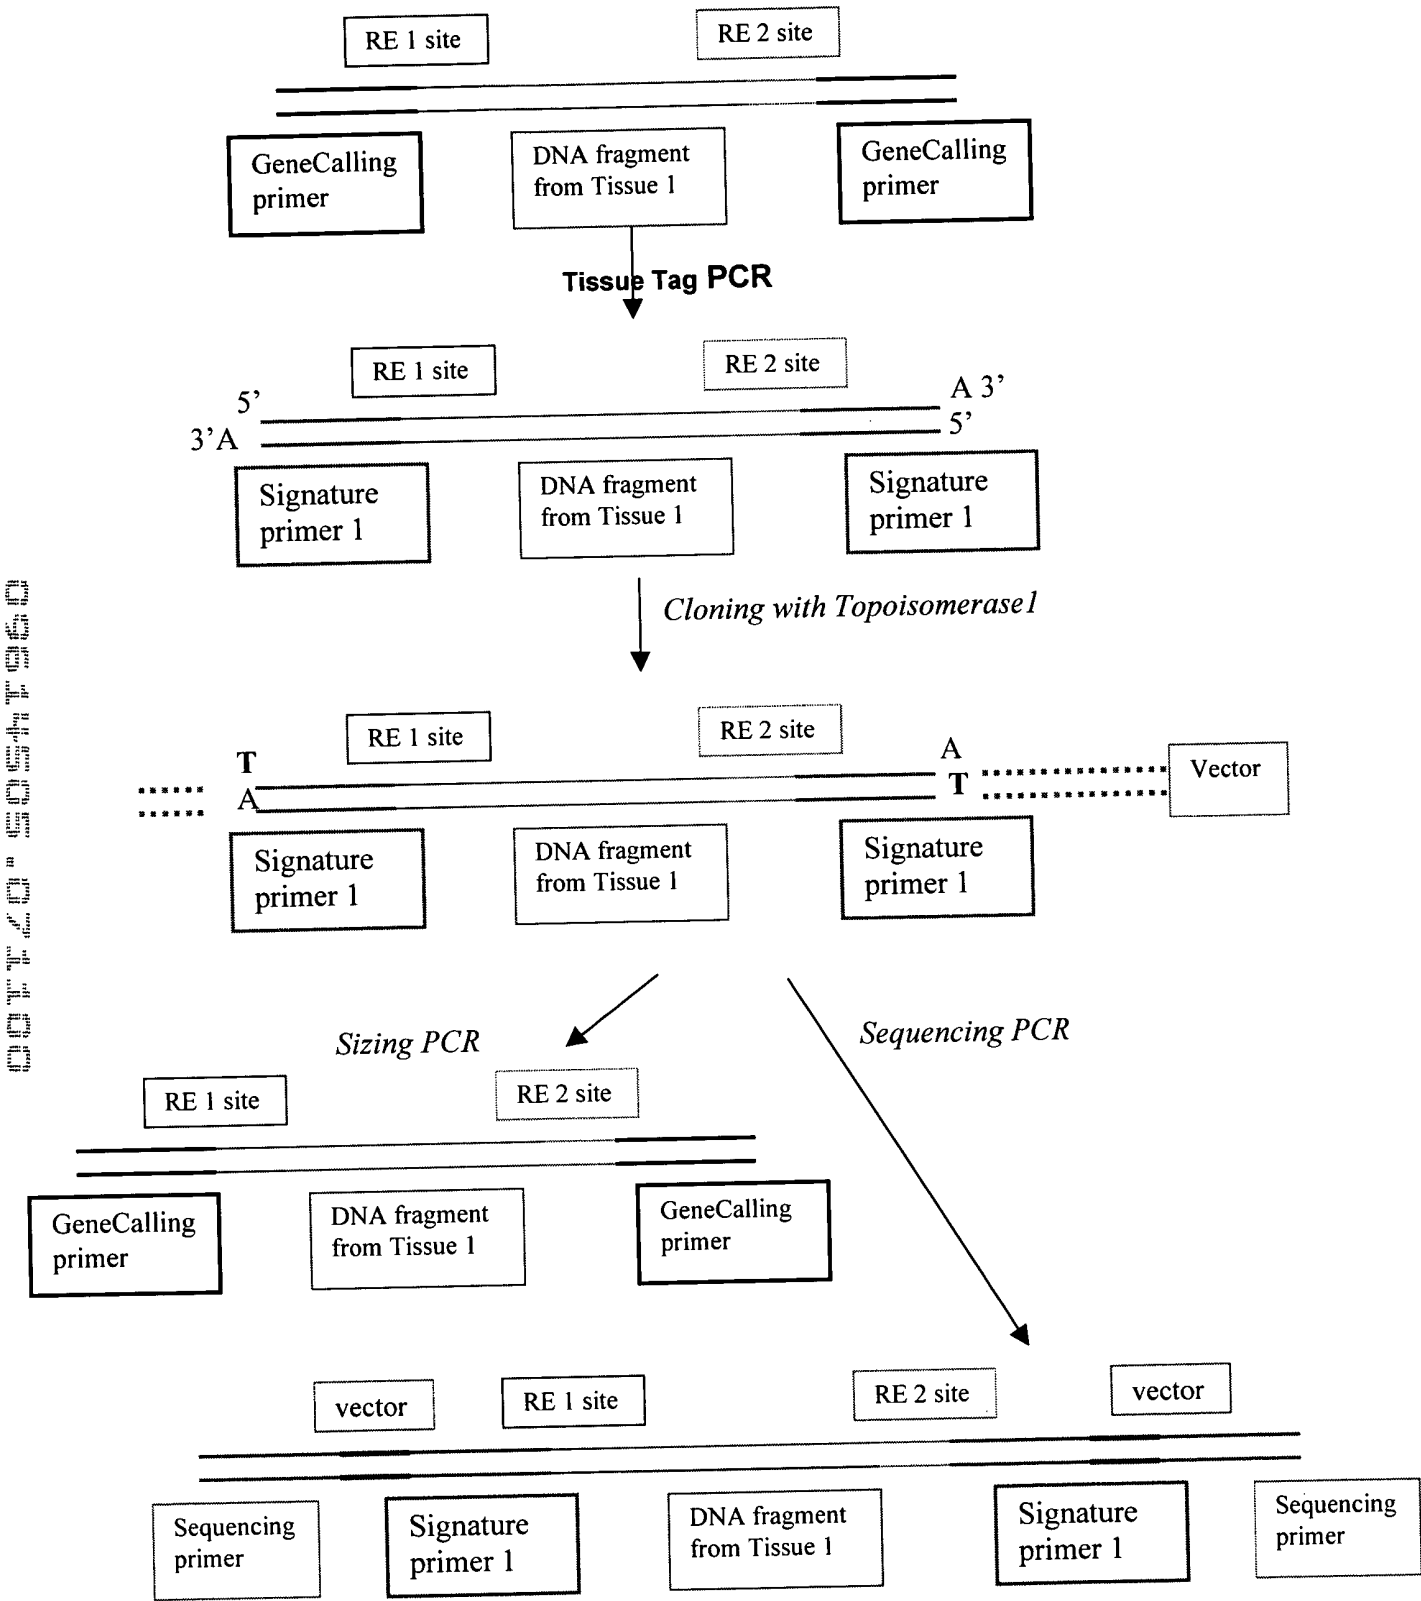 RE 1 site
RE 2 site
GeneCalling
primer
DNA fragment
from Tissue 1
GeneCalling
primer
Tissue Tag PCR
RE 1 site
RE 2 site
5’
A 3’
3’A
5’
Signature
primer 1
DNA fragment
from Tissue 1
Signature
primer 1
Cloning with Topoisomerase1
RE 1 site
RE 2 site
T
A
A
T
Vector
Signature
primer 1
DNA fragment
from Tissue 1
Signature
primer 1
Sizing PCR
Sequencing PCR
RE 1 site
RE 2 site
GeneCalling
primer
DNA fragment
from Tissue 1
GeneCalling
primer
vector
RE 1 site
RE 2 site
vector
Sequencing
primer
Signature
primer 1
DNA fragment
from Tissue 1
Signature
primer 1
Sequencing
primer